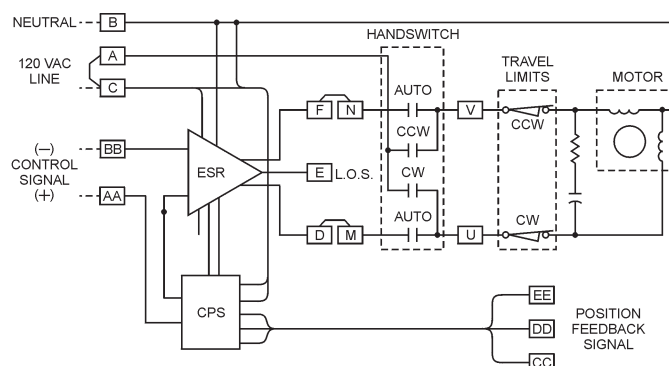 NEUTRAL
B
HANDSWITCH
A
120 VAC
LINE
C
TRAVEL
LIMITS
MOTOR
AUTO
F
N
V
CCW
CCW
(—)
CONTROL
SIGNAL
(+)
BB
AA
ESR
E
L.O.S.
CW
D
M
AUTO
U
CW
CPS
EE
DD
CC
POSITION
FEEDBACK
SIGNAL